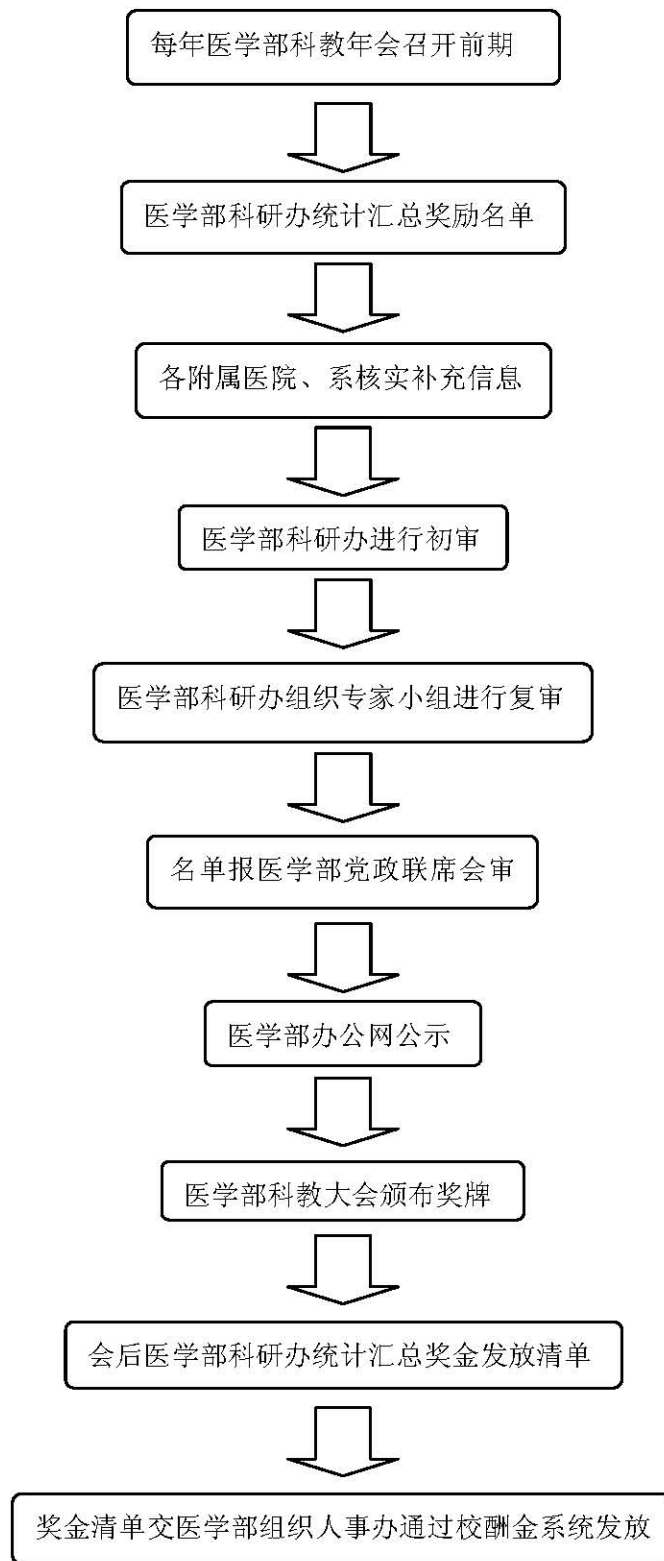 每年医学部科教年会召开前期
医学部科研办统计汇总奖励名单
各附属医院、系核实补充信息
医学部科研办进行初审
医学部科研办组织专家小组进行复审
名单报医学部党政联席会审
医学部办公网公示
医学部科教大会颁布奖牌
会后医学部科研办统计汇总奖金发放清单
奖金清单交医学部组织人事办通过校酬金系统发放